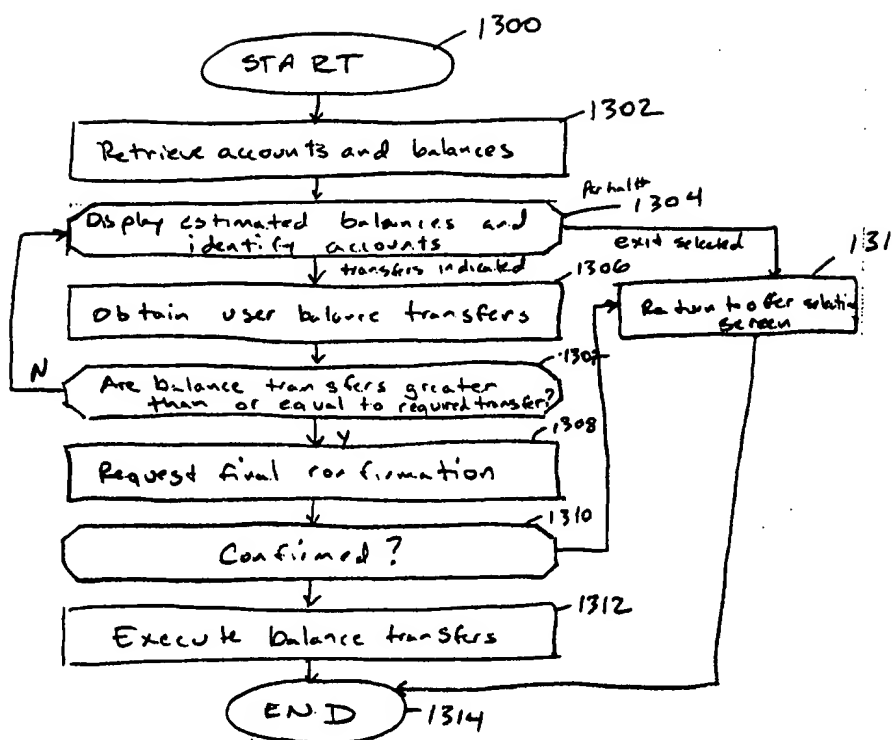 1300
START
1302
Retrieve accounts and balances
1304
Display estimated balances and
identify accounts
exit selected
131
transfers indicated
1306
Obtain user balance transfers
Return to offer selection
screen
1307
N
Are balance transfers greater
than or equal to required transfer?
Y
1308
Request final confirmation
1310
Confirmed?
1312
Execute balance transfers
END
1314